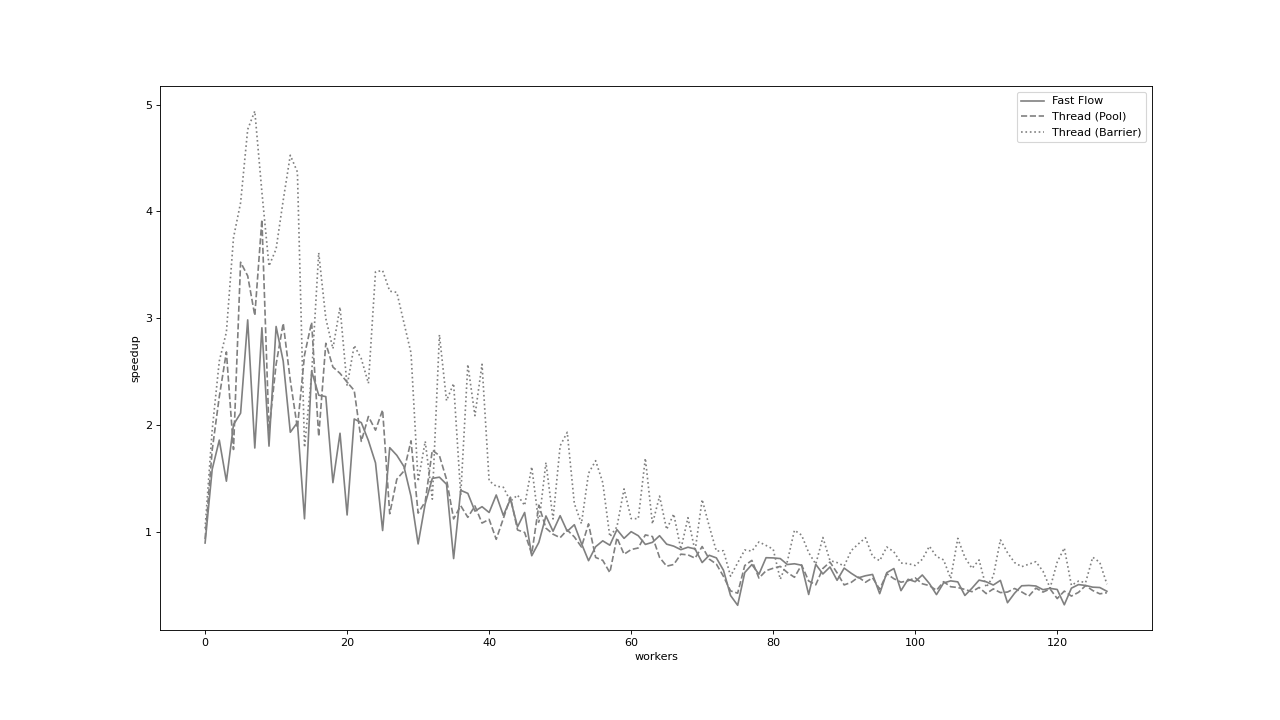 Fast Flow
Thread (Pool)
Thread (Barrier)
5
4
3
2
1
speedup
0 20 40 60 80 100 120
workers